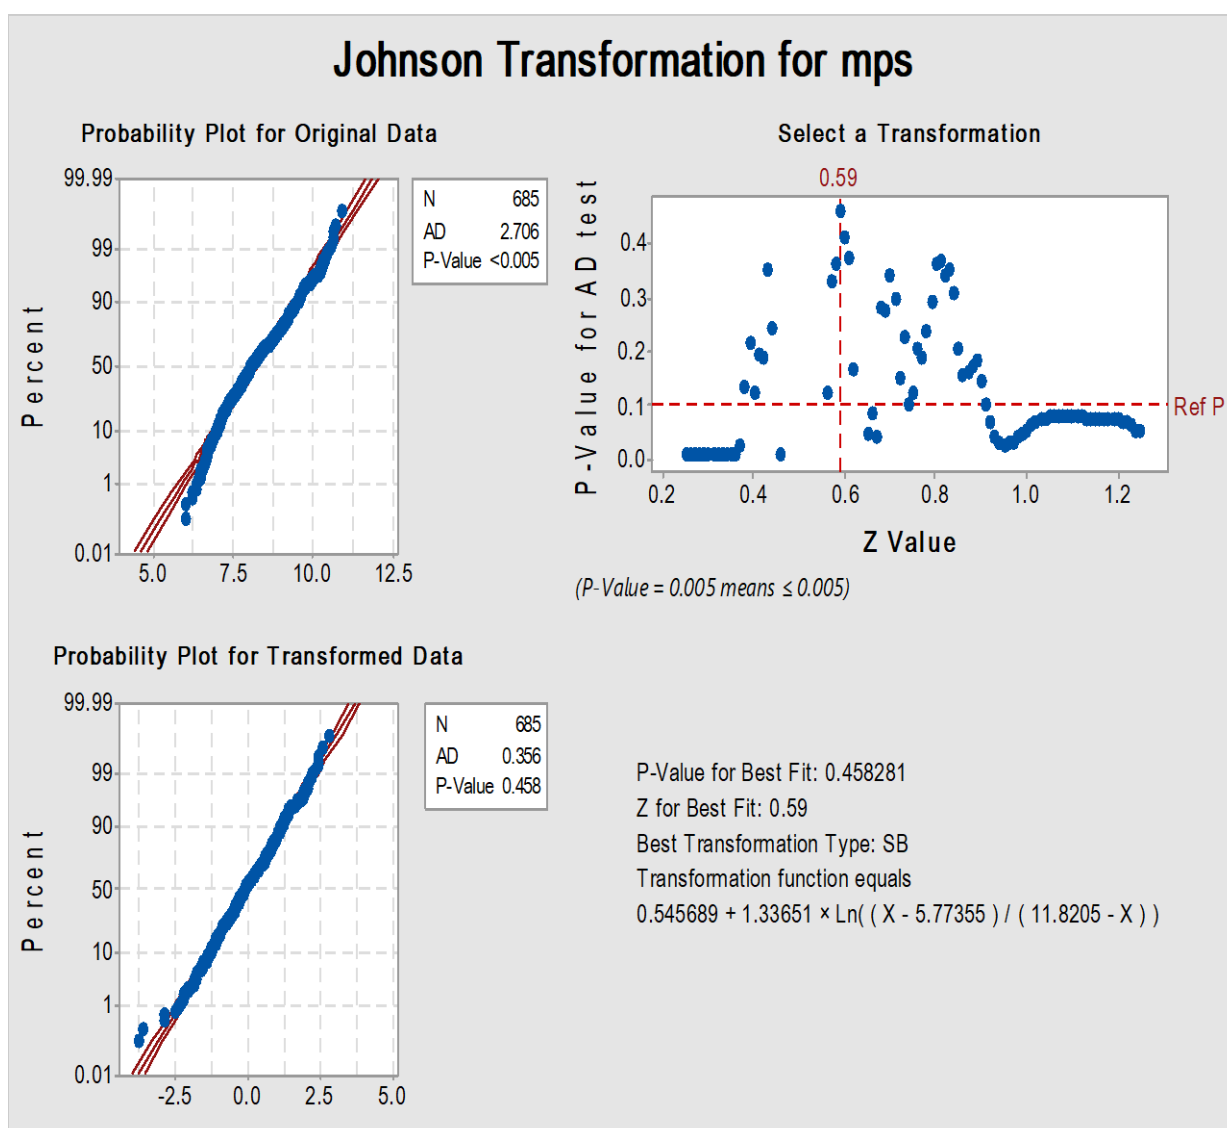 Johnson Transformation for mps
Probability Plot for Original Data
99.99
99
90
50
10
1
0.01
Percent
5.0 7.5 10.0 12.5
N 685
AD 2.706
P-Value <0.005
Select a Transformation
0.59
0.4
0.3
0.2
0.1
0.0
P-Value for AD test
Ref P
0.2 0.4 0.6 0.8 1.0 1.2
Z Value
(P-Value = 0.005 means ≤ 0.005)
Probability Plot for Transformed Data
99.99
99
90
50
10
1
0.01
Percent
-2.5 0.0 2.5 5.0
N 685
AD 0.356
P-Value 0.458
P-Value for Best Fit: 0.458281
Z for Best Fit: 0.59
Best Transformation Type: SB
Transformation function equals
0.545689 + 1.33651 × Ln( ( X - 5.77355 ) / ( 11.8205 - X ) )